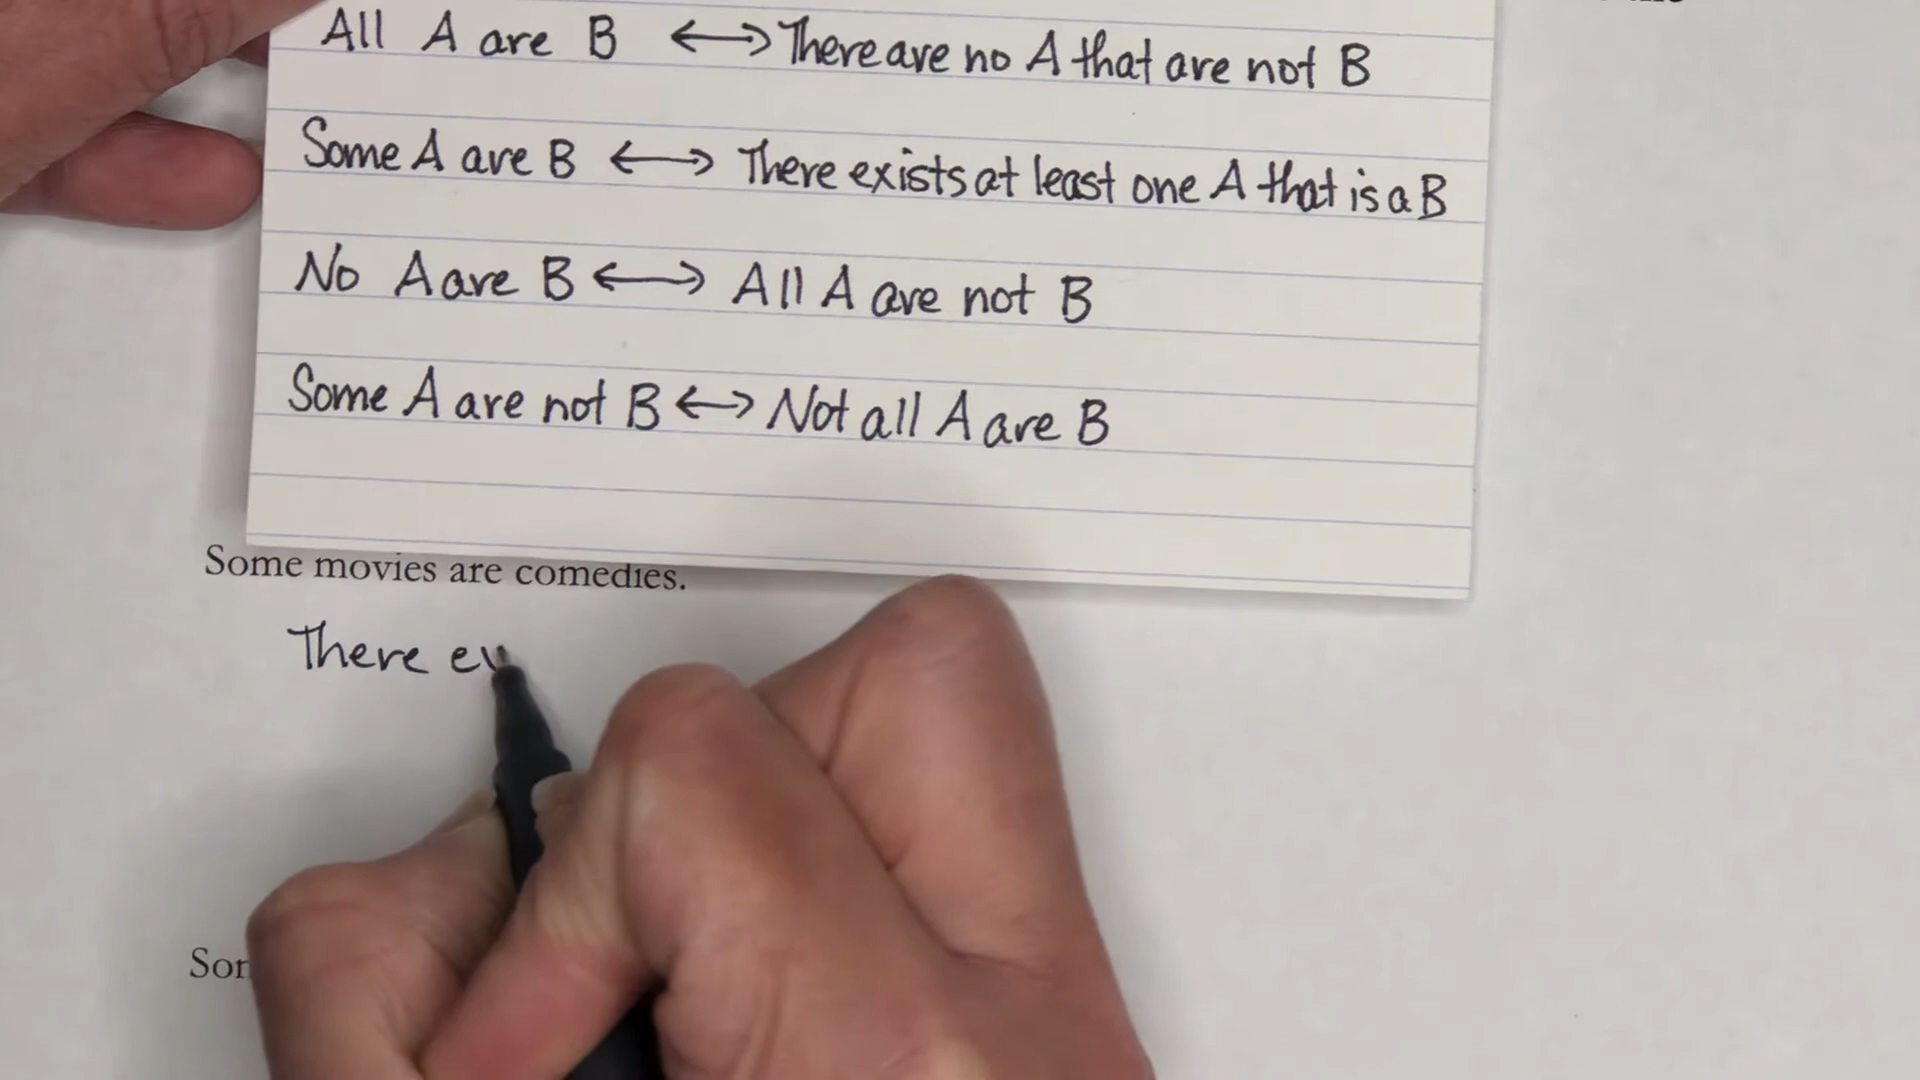 All A are B ⟷ There are no A that are not B
Some A are B ⟷ There exists at least one A that is a B
No A are B ⟷ All A are not B
Some A are not B ⟷ Not all A are B
Some movies are comedies.
There